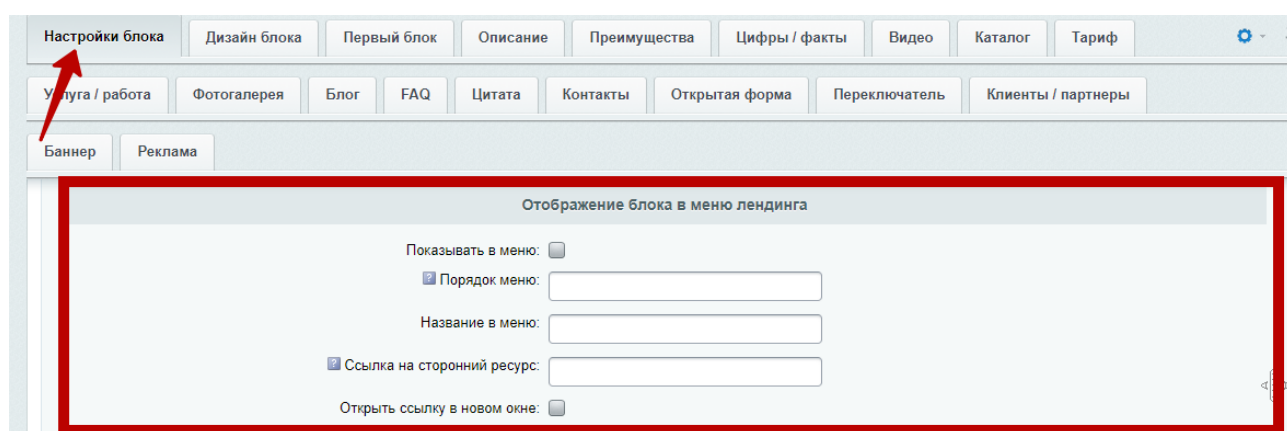 Настройки блока Дизайн блока Первый блок Описание Преимущества Цифры / факты Видео Каталог Тариф
Услуга / работа Фотогалерея Блог FAQ Цитата Контакты Открытая форма Переключатель Клиенты / партнеры
Баннер Реклама
Отображение блока в меню лендинга
Показывать в меню:
? Порядок меню:
Название в меню:
? Ссылка на сторонний ресурс:
Открыть ссылку в новом окне: